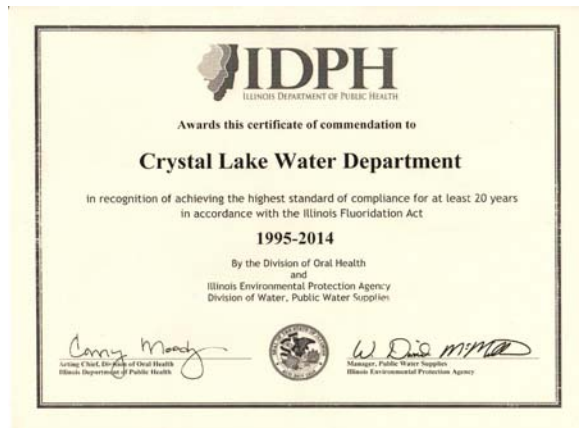 IDPH
ILLINOIS DEPARTMENT OF PUBLIC HEALTH
Awards this certificate of commendation to
Crystal Lake Water Department
in recognition of achieving the highest standard of compliance for at least 20 years
in accordance with the Illinois Fluoridation Act
1995-2014
By the Division of Oral Health
and
Illinois Environmental Protection Agency
Division of Water, Public Water Supplies
Conny Moody
Acting Chief, Division of Oral Health
Illinois Department of Public Health
W. David
Manager, Public Water Supplies
Illinois Environmental Protection Agency